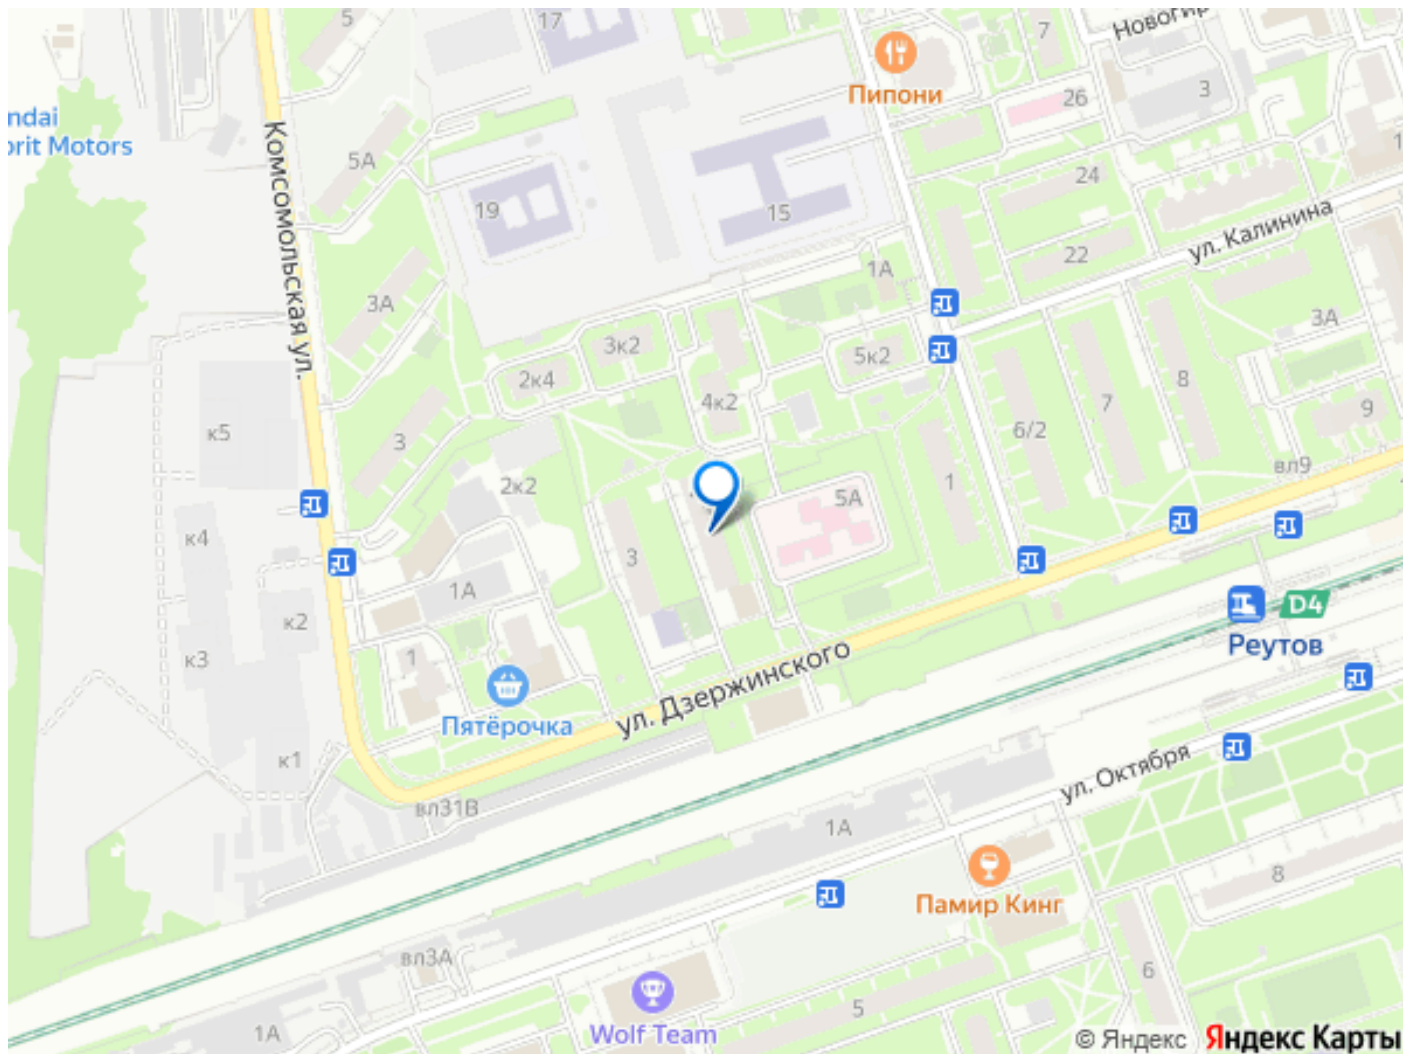 5
17
7
Новогир
Пипони
26
3
ndai
orit Motors
Комсомольская ул.
5А
19
15
24
22
ул. Калинина
1А
3А
3А
3к2
5к2
2к4
4к2
8
7
9
6/2
к5
3
вл9
2к2
5А
1
к4
3
1А
D4
Реутов
к2
к3
1
Пятёрочка
ул. Дзержинского
к1
ул. Октября
вл31В
1А
Памир Кинг
8
вл3А
6
5
Wolf Team
1А
© Яндекс Яндекс Карты